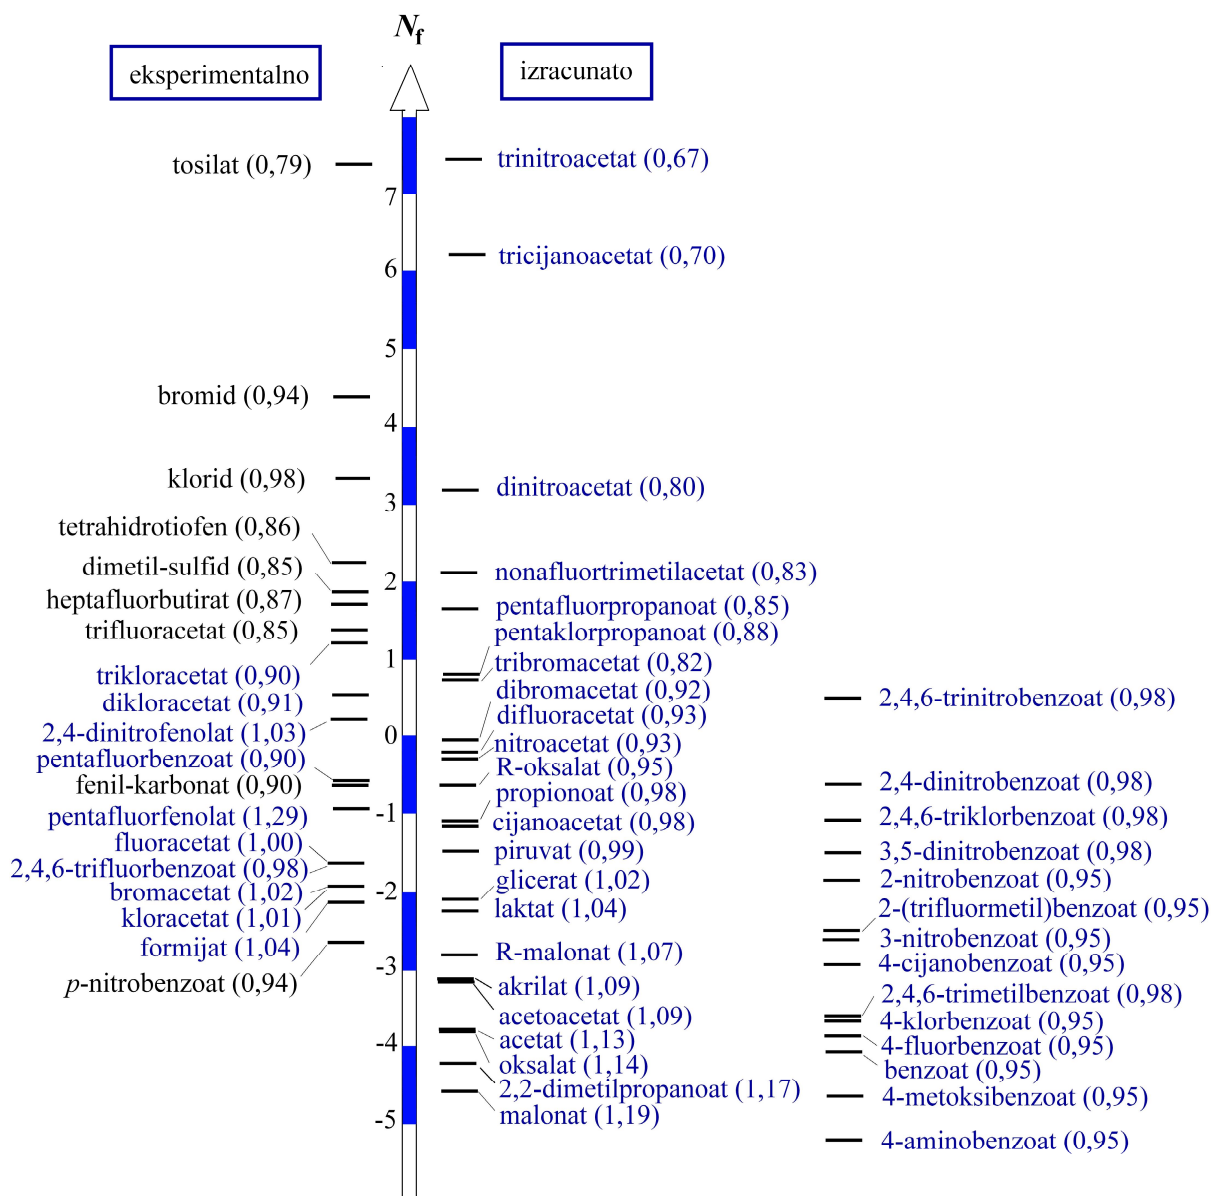 N_f
eksperimentalno
izracunato
tosilat (0,79)
bromid (0,94)
klorid (0,98)
tetrahidrotiofen (0,86)
dimetil-sulfid (0,85)
heptafluorbutirat (0,87)
trifluoracetat (0,85)
trikloracetat (0,90)
dikloracetat (0,91)
2,4-dinitrofenolat (1,03)
pentafluorbenzoat (0,90)
fenil-karbonat (0,90)
pentafluorfenolat (1,29)
fluoracetat (1,00)
2,4,6-trifluorbenzoat (0,98)
bromacetat (1,02)
kloracetat (1,01)
formijat (1,04)
p-nitrobenzoat (0,94)
7
6
5
4
3
2
1
0
-1
-2
-3
-4
-5
trinitroacetat (0,67)
tricijanoacetat (0,70)
dinitroacetat (0,80)
nonafluortrimetilacetat (0,83)
pentafluorpropanoat (0,85)
pentaklorpropanoat (0,88)
tribromacetat (0,82)
dibromacetat (0,92)
difluoracetat (0,93)
nitroacetat (0,93)
R-oksalat (0,95)
propionoat (0,98)
cijanoacetat (0,98)
piruvat (0,99)
glicerat (1,02)
laktat (1,04)
R-malonat (1,07)
akrilat (1,09)
acetoacetat (1,09)
acetat (1,13)
oksalat (1,14)
2,2-dimetilpropanoat (1,17)
malonat (1,19)
2,4,6-trinitrobenzoat (0,98)
2,4-dinitrobenzoat (0,98)
2,4,6-triklorbenzoat (0,98)
3,5-dinitrobenzoat (0,98)
2-nitrobenzoat (0,95)
2-(trifluormetil)benzoat (0,95)
3-nitrobenzoat (0,95)
4-cijanobenzoat (0,95)
2,4,6-trimetilbenzoat (0,98)
4-klorbenzoat (0,95)
4-fluorbenzoat (0,95)
benzoat (0,95)
4-metoksibenzoat (0,95)
4-aminobenzoat (0,95)